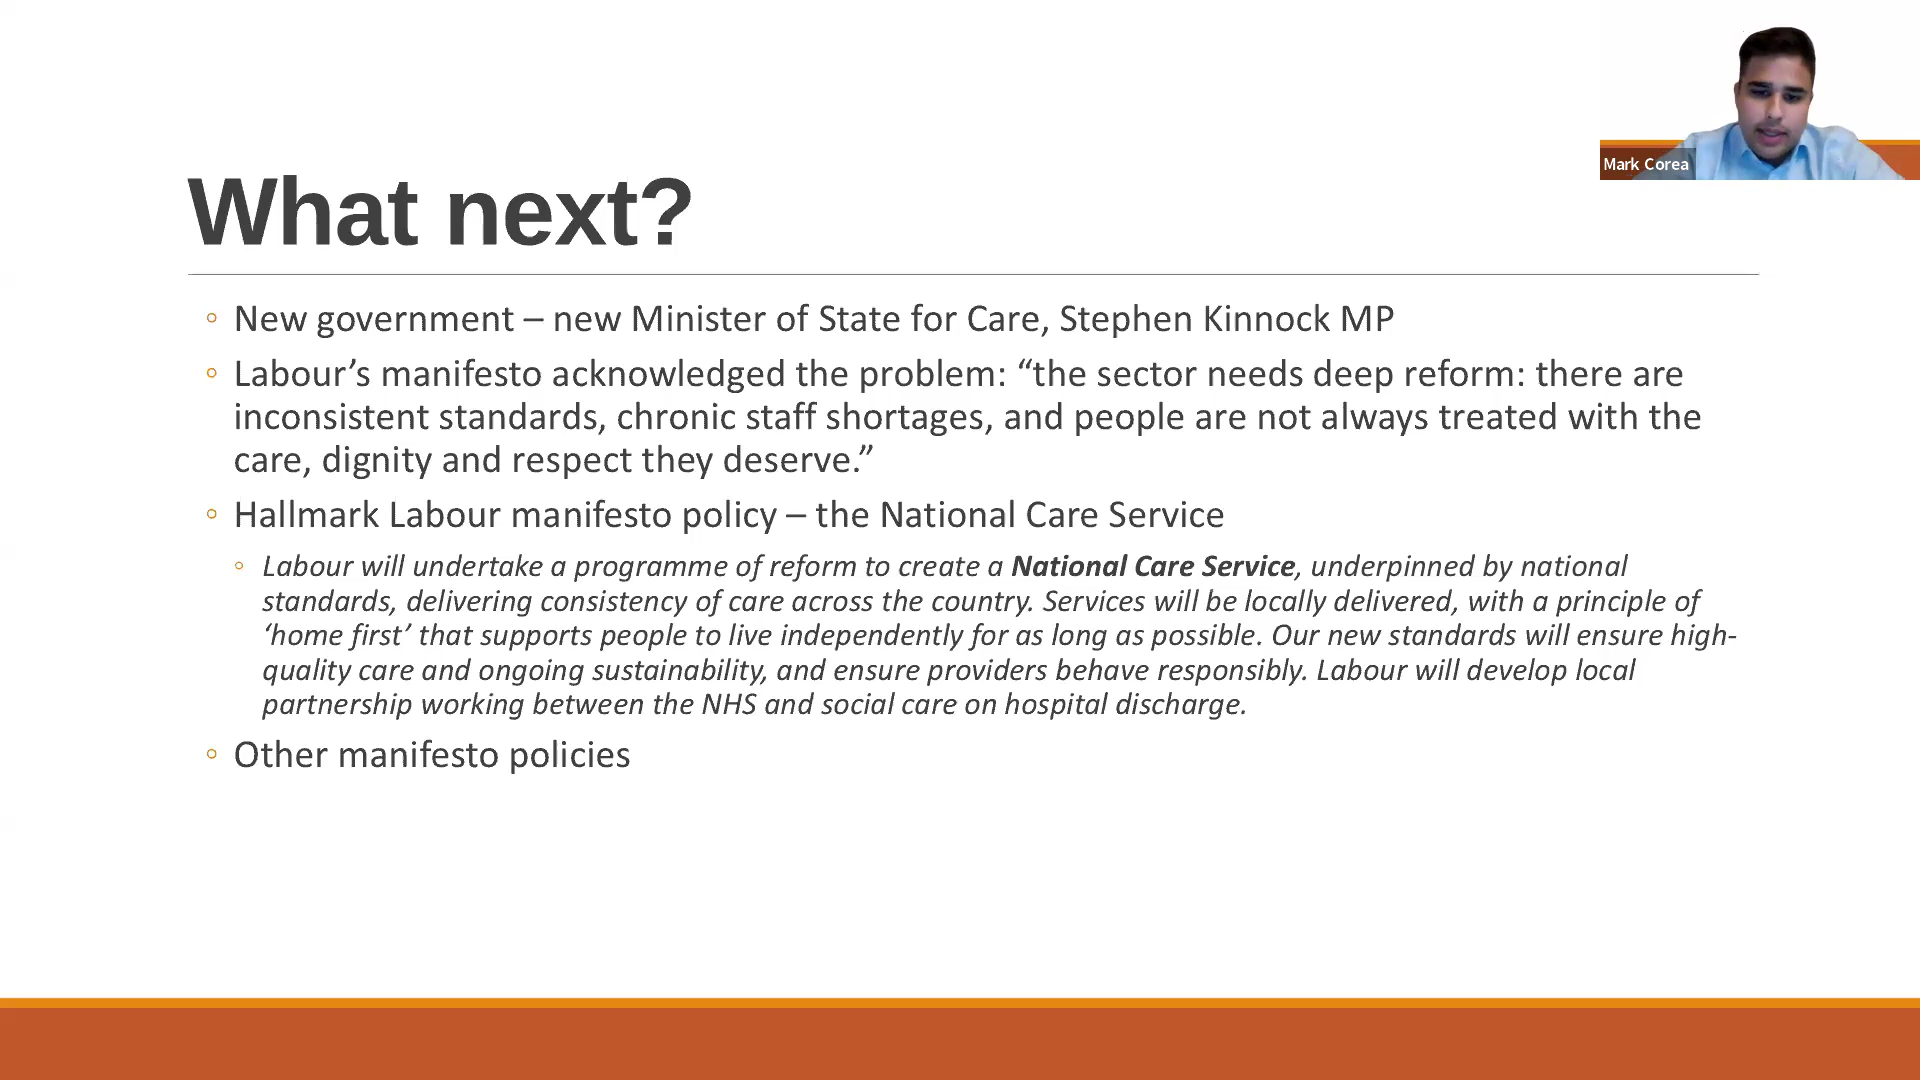 Mark Corea
What next?
◦ New government – new Minister of State for Care, Stephen Kinnock MP
◦ Labour’s manifesto acknowledged the problem: “the sector needs deep reform: there are
inconsistent standards, chronic staff shortages, and people are not always treated with the
care, dignity and respect they deserve.”
◦ Hallmark Labour manifesto policy – the National Care Service
◦ Labour will undertake a programme of reform to create a National Care Service, underpinned by national
standards, delivering consistency of care across the country. Services will be locally delivered, with a principle of
‘home first’ that supports people to live independently for as long as possible. Our new standards will ensure high-
quality care and ongoing sustainability, and ensure providers behave responsibly. Labour will develop local
partnership working between the NHS and social care on hospital discharge.
◦ Other manifesto policies